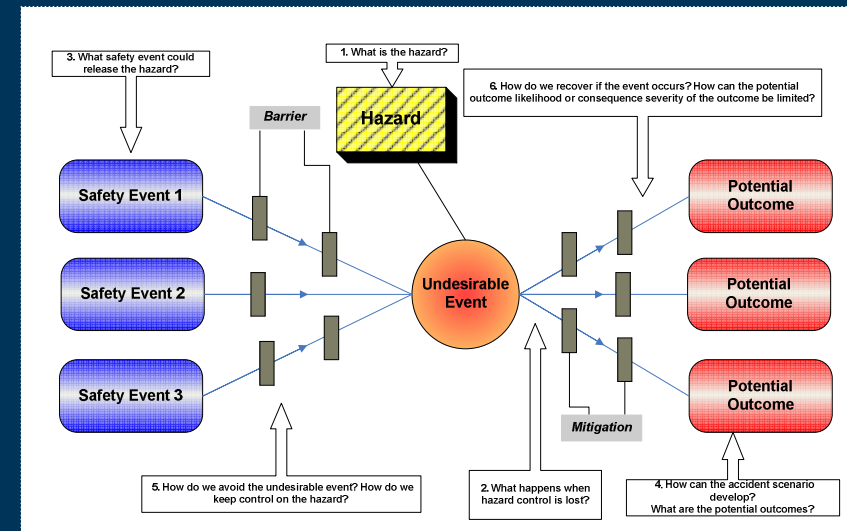 3. What safety event could
release the hazard?
1. What is the hazard?
6. How do we recover if the event occurs? How can the potential
outcome likelihood or consequence severity of the outcome be limited?
Barrier
Hazard
Safety Event 1
Potential
Outcome
Safety Event 2
Undesirable
Event
Potential
Outcome
Safety Event 3
Potential
Outcome
Mitigation
5. How do we avoid the undesirable event? How do we
keep control on the hazard?
2. What happens when
hazard control is lost?
4. How can the accident scenario
develop?
What are the potential outcomes?